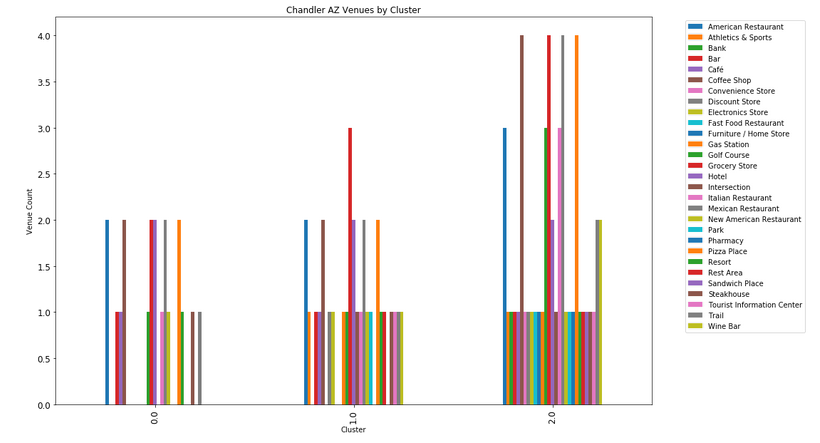 Chandler AZ Venues by Cluster
4.0
3.5
3.0
2.5
2.0
1.5
1.0
0.5
0.0
Venue Count
0.0
1.0
2.0
Cluster
American Restaurant
Athletics & Sports
Bank
Bar
Café
Coffee Shop
Convenience Store
Discount Store
Electronics Store
Fast Food Restaurant
Furniture / Home Store
Gas Station
Golf Course
Grocery Store
Hotel
Intersection
Italian Restaurant
Mexican Restaurant
New American Restaurant
Park
Pharmacy
Pizza Place
Resort
Rest Area
Sandwich Place
Steakhouse
Tourist Information Center
Trail
Wine Bar